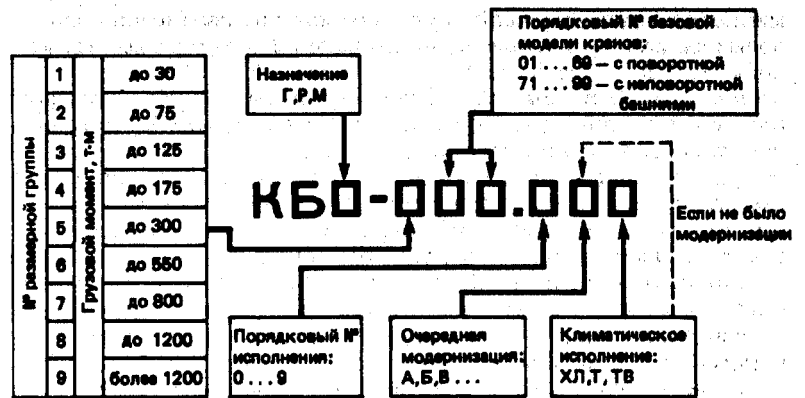 № размерной группы
Грузовой момент, т·м
1 до 30
2 до 75
3 до 125
4 до 175
5 до 300
6 до 550
7 до 800
8 до 1200
9 более 1200
Назначение
Г,Р,М
Порядковый № базовой
модели кранов:
01...69 — с поворотной
71...99 — с неповоротной
башнями
КБ -   .
Если не было
модернизации
Порядковый №
исполнения:
0...9
Очередная
модернизация:
А,Б,В...
Климатическое
исполнение:
ХЛ,Т,ТВ